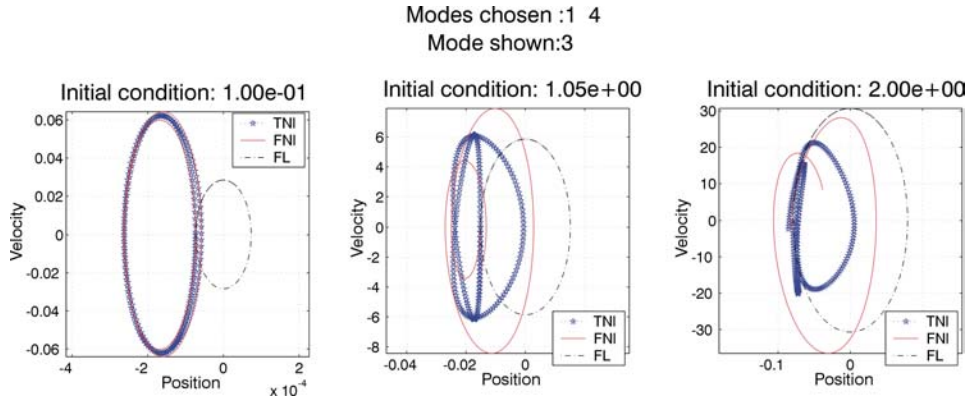 Modes chosen :1 4
Mode shown:3
Initial condition: 1.00e-01
0.06
0.04
0.02
0
-0.02
-0.04
-0.06
Velocity
TNI
FNI
FL
-4
-2
0
2
Position
x 10⁻⁴
Initial condition: 1.05e+00
8
6
4
2
0
-2
-4
-6
-8
Velocity
TNI
FNI
FL
-0.04
-0.02
0
Position
Initial condition: 2.00e+00
30
20
10
0
-10
-20
-30
Velocity
TNI
FNI
FL
-0.1
0
Position